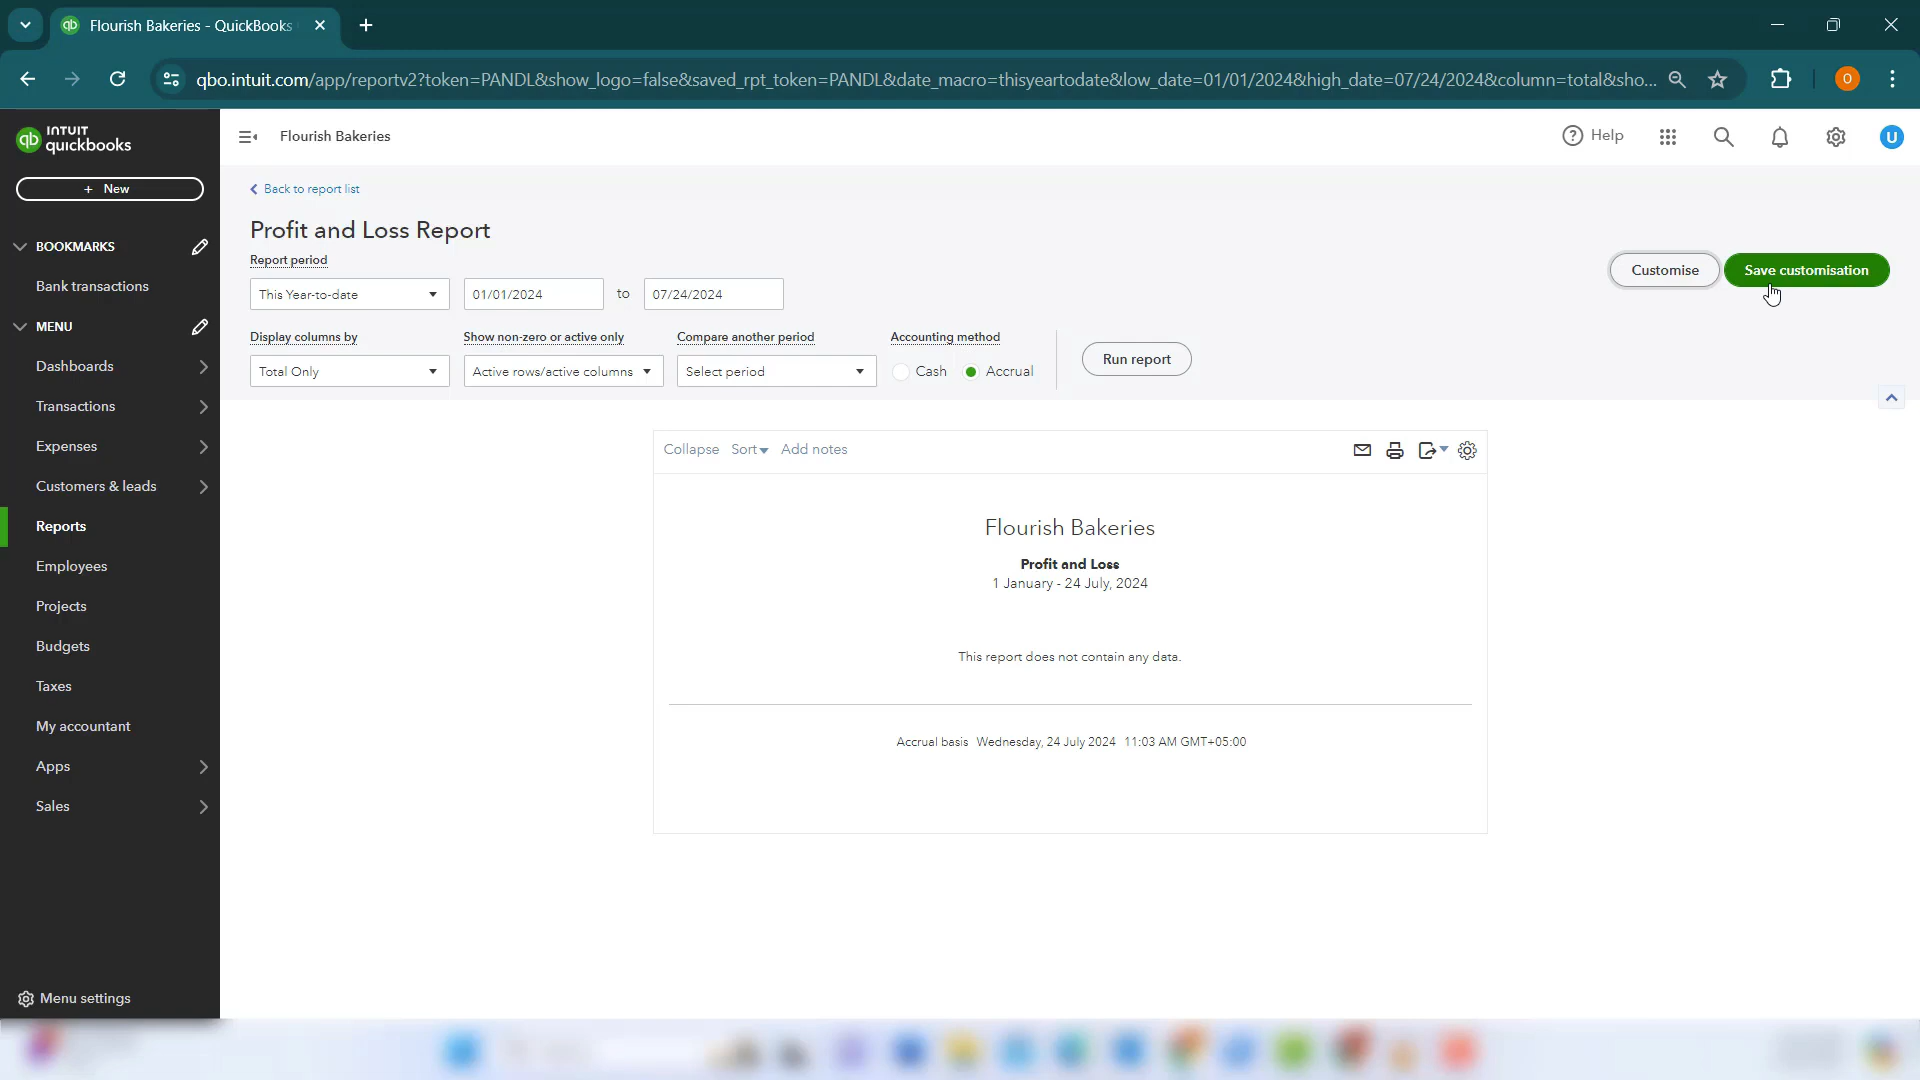 Flourish Bakeries - QuickBooks
qbo.intuit.com/app/reportv2?token=PANDL&show_logo=false&saved_rpt_token=PANDL&date_macro=thisyeartodate&low_date=01/01/2024&high_date=07/24/2024&column=total&sho...
O
qb INTUIT quickbooks
Flourish Bakeries
Help
U
+ New
Back to report list
Profit and Loss Report
BOOKMARKS
Report period
Customise
Save customisation
Bank transactions
This Year-to-date
01/01/2024
to
07/24/2024
MENU
Display columns by
Show non-zero or active only
Compare another period
Accounting method
Dashboards
Total Only
Active rows/active columns
Select period
Cash
Accrual
Run report
Transactions
Expenses
Customers & leads
Reports
Employees
Projects
Budgets
Taxes
My accountant
Apps
Sales
Menu settings
Collapse
Sort
Add notes
Flourish Bakeries
Profit and Loss
1 January - 24 July, 2024
This report does not contain any data.
Accrual basis Wednesday, 24 July 2024 11:03 AM GMT+05:00